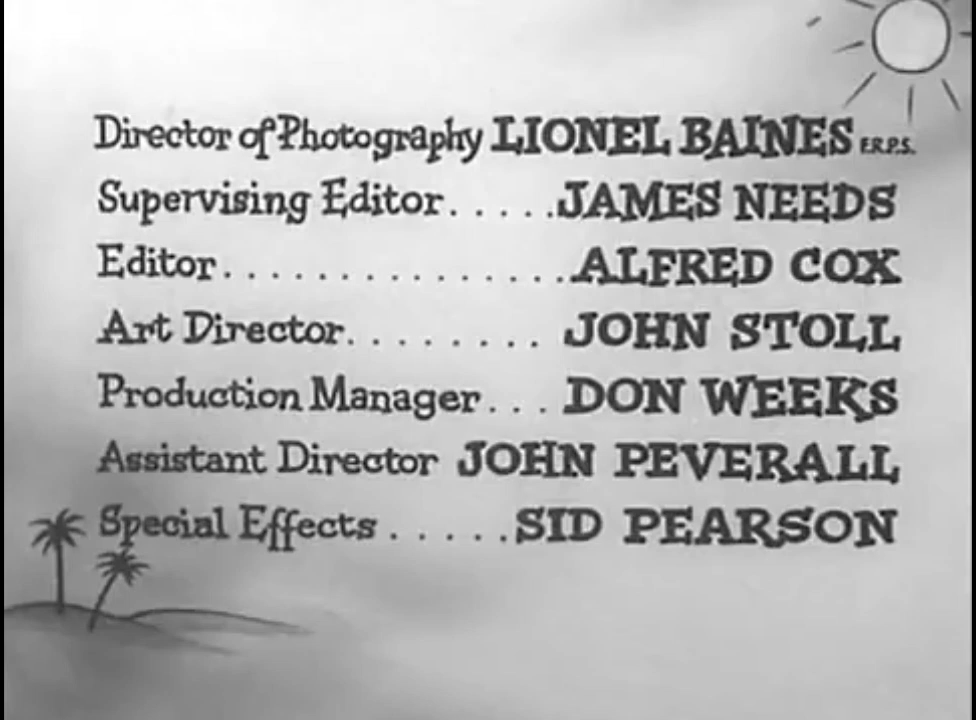 Director of Photography LIONEL BAINES F.R.P.S.
Supervising Editor.....JAMES NEEDS
Editor...............ALFRED COX
Art Director........ JOHN STOLL
Production Manager... DON WEEKS
Assistant Director JOHN PEVERALL
Special Effects ......SID PEARSON